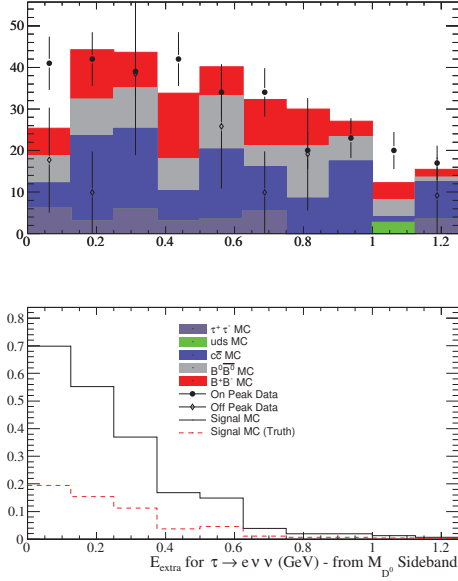 50
40
30
20
10
0
0 0.2 0.4 0.6 0.8 1 1.2
0.8
0.7
0.6
0.5
0.4
0.3
0.2
0.1
0
τ⁺ τ⁻ MC
uds MC
cc̅ MC
B⁰B̅⁰ MC
B⁺B⁻ MC
On Peak Data
Off Peak Data
Signal MC
Signal MC (Truth)
0 0.2 0.4 0.6 0.8 1 1.2
E_extra for τ → e ν ν (GeV) - from M_D⁰ Sideband